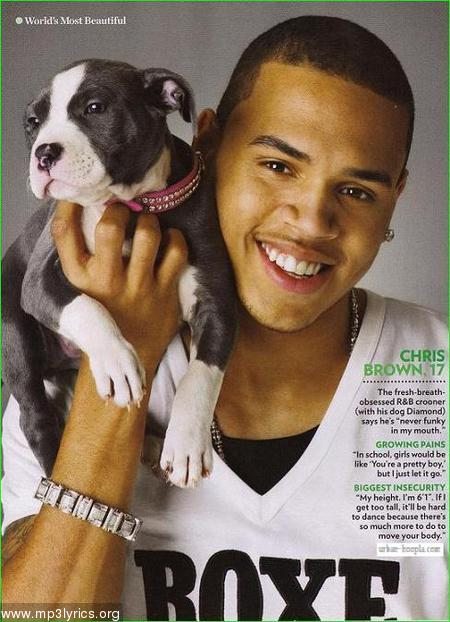 World's Most Beautiful
CHRIS
BROWN, 17
The fresh-breath-
obsessed R&B crooner
(with his dog Diamond)
says he's "never funky
in my mouth."
GROWING PAINS
"In school, girls would be
like 'You're a pretty boy,'
but I just let it go."
BIGGEST INSECURITY
"My height. I'm 6'1". If I
get too tall, it'll be hard
to dance because there's
so much more to do to
move your body."
urban-hoopla.com
BOXE
www.mp3lyrics.org